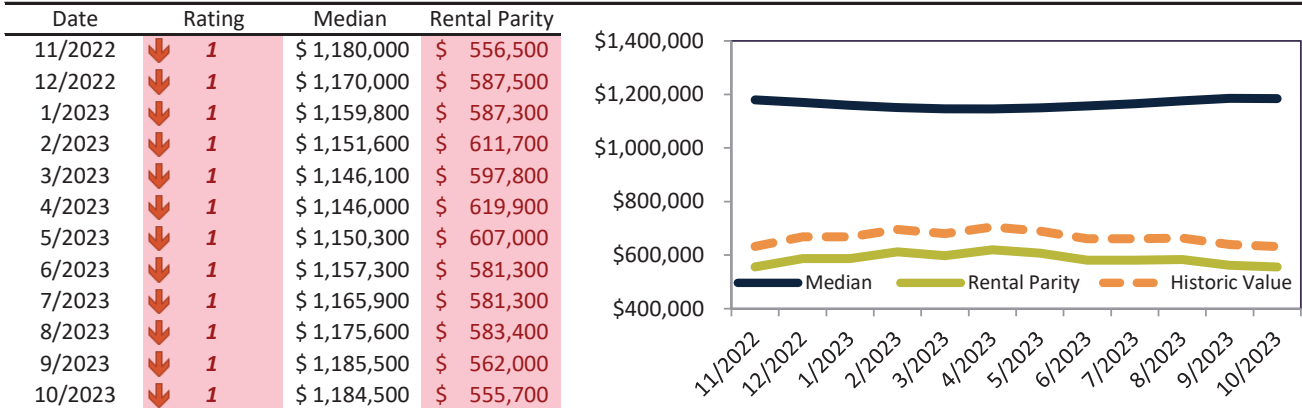 Date Rating Median Rental Parity
11/2022 1 $ 1,180,000 $ 556,500
12/2022 1 $ 1,170,000 $ 587,500
1/2023 1 $ 1,159,800 $ 587,300
2/2023 1 $ 1,151,600 $ 611,700
3/2023 1 $ 1,146,100 $ 597,800
4/2023 1 $ 1,146,000 $ 619,900
5/2023 1 $ 1,150,300 $ 607,000
6/2023 1 $ 1,157,300 $ 581,300
7/2023 1 $ 1,165,900 $ 581,300
8/2023 1 $ 1,175,600 $ 583,400
9/2023 1 $ 1,185,500 $ 562,000
10/2023 1 $ 1,184,500 $ 555,700
$1,400,000
$1,200,000
$1,000,000
$800,000
$600,000
$400,000
Median Rental Parity Historic Value
11/2022 12/2022 1/2023 2/2023 3/2023 4/2023 5/2023 6/2023 7/2023 8/2023 9/2023 10/2023